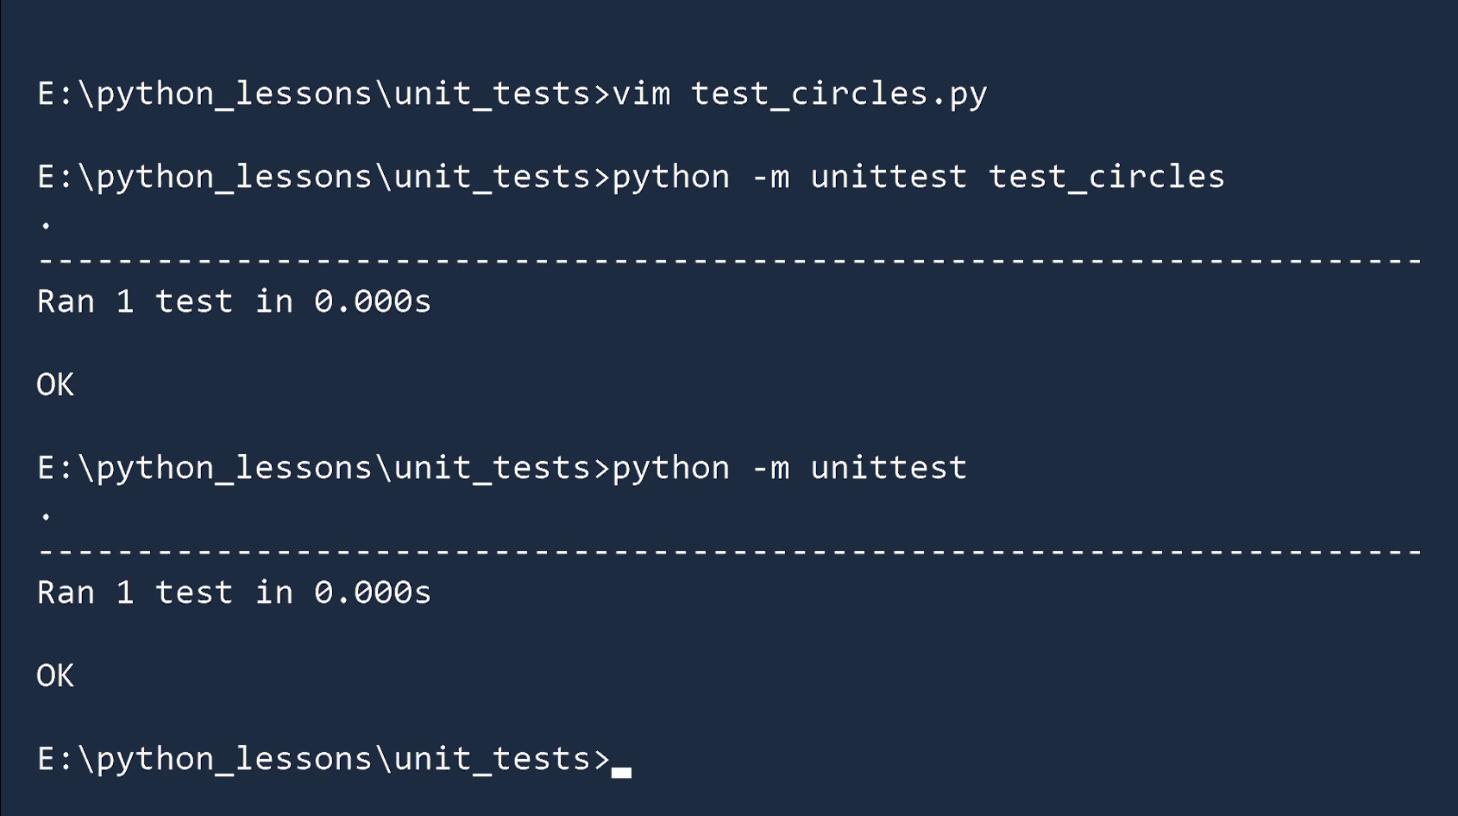 E:\python_lessons\unit_tests>vim test_circles.py
E:\python_lessons\unit_tests>python -m unittest test_circles
.
----------------------------------------------------------------------
Ran 1 test in 0.000s
OK
E:\python_lessons\unit_tests>python -m unittest
.
----------------------------------------------------------------------
Ran 1 test in 0.000s
OK
E:\python_lessons\unit_tests>